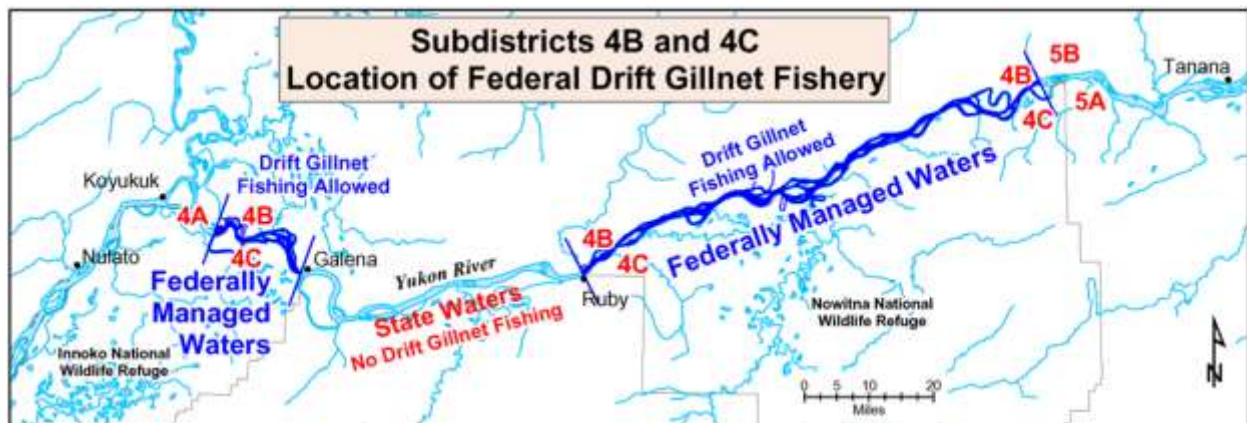 Subdistricts 4B and 4C
Location of Federal Drift Gillnet Fishery
4B
5B
Tanana
4C
5A
Drift Gillnet
Fishing Allowed
Koyukuk
Drift Gillnet
Fishing Allowed
Federally Managed Waters
4A
4B
4C
Nulato
Galena
4B
4C
Yukon River
Ruby
Federally
Managed
Waters
State Waters
No Drift Gillnet Fishing
Nowitna National
Wildlife Refuge
Innoko National
Wildlife Refuge
N
0 5 10 20
Miles